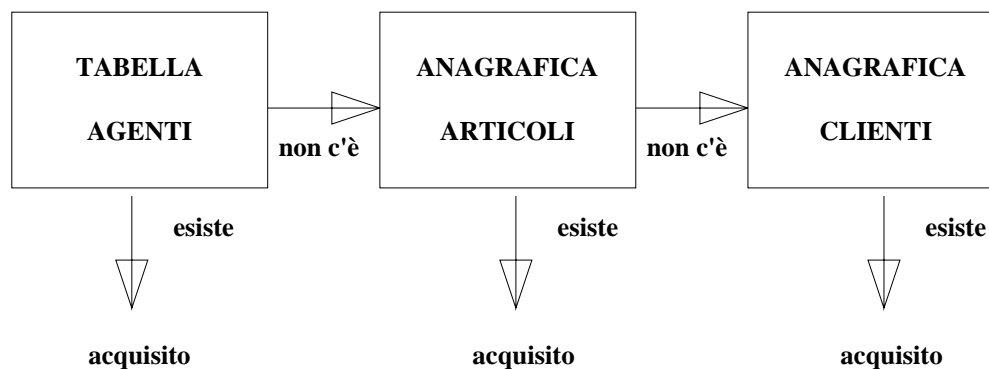 TABELLA
AGENTI
ANAGRAFICA
ARTICOLI
ANAGRAFICA
CLIENTI
non c'è
non c'è
esiste
esiste
esiste
acquisito
acquisito
acquisito